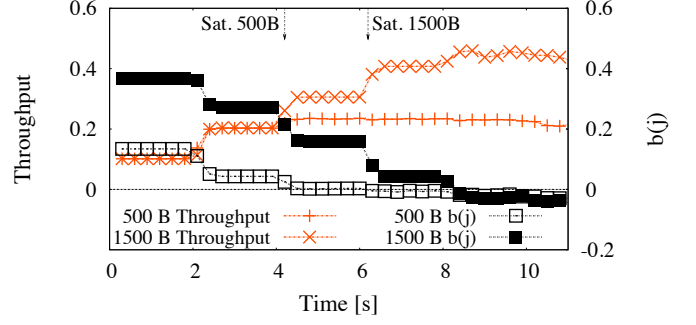 Sat. 500B
Sat. 1500B
0.6
0.4
0.2
0
0.6
0.4
0.2
0
-0.2
Throughput
b(j)
500 B Throughput
1500 B Throughput
500 B b(j)
1500 B b(j)
0
2
4
6
8
10
Time [s]